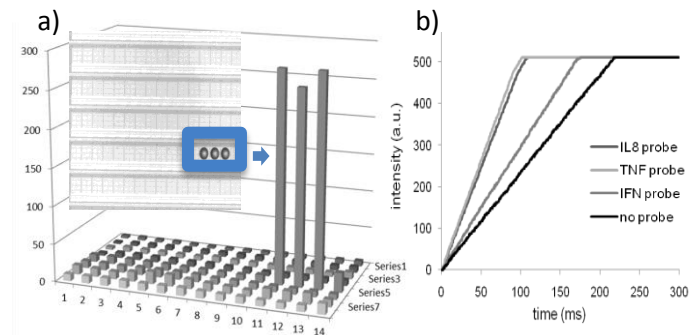 a)
300
250
200
150
100
50
0
1 2 3 4 5 6 7 8 9 10 11 12 13 14
Series1
Series3
Series5
Series7
b)
intensity (a.u.)
500
400
300
200
100
0
IL8 probe
TNF probe
IFN probe
no probe
0 50 100 150 200 250 300
time (ms)